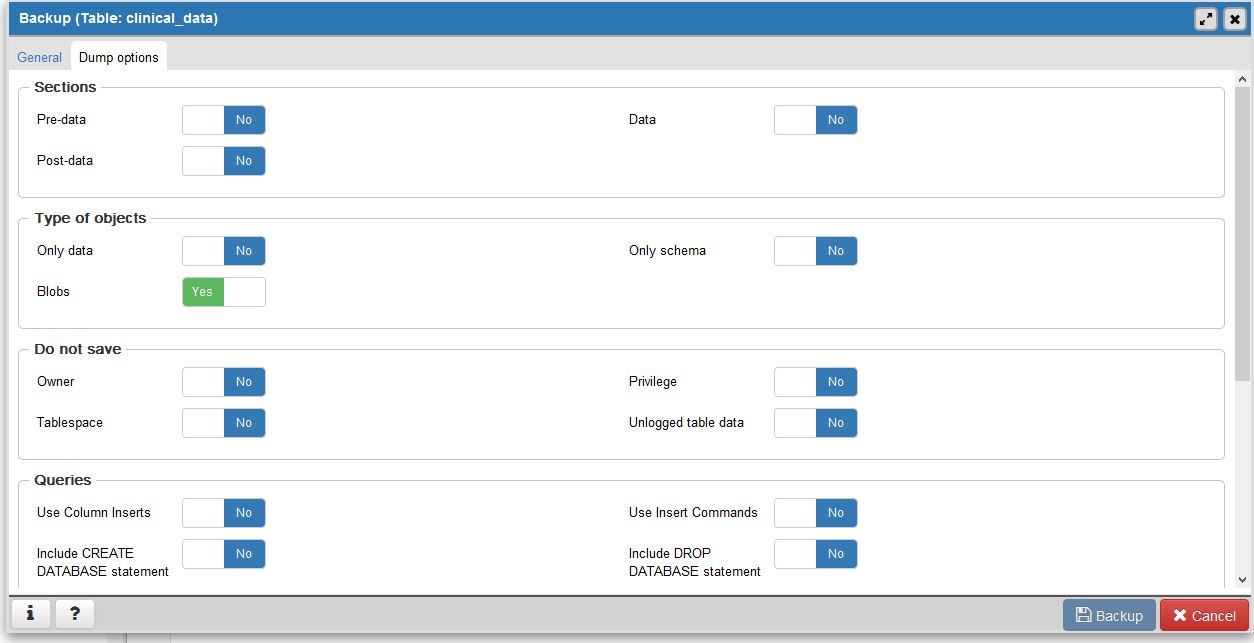 Backup (Table: clinical_data)
General Dump options
Sections
Pre-data No Data No
Post-data No
Type of objects
Only data No Only schema No
Blobs Yes
Do not save
Owner No Privilege No
Tablespace No Unlogged table data No
Queries
Use Column Inserts No Use Insert Commands No
Include CREATE DATABASE statement No Include DROP DATABASE statement No
i ? Backup Cancel